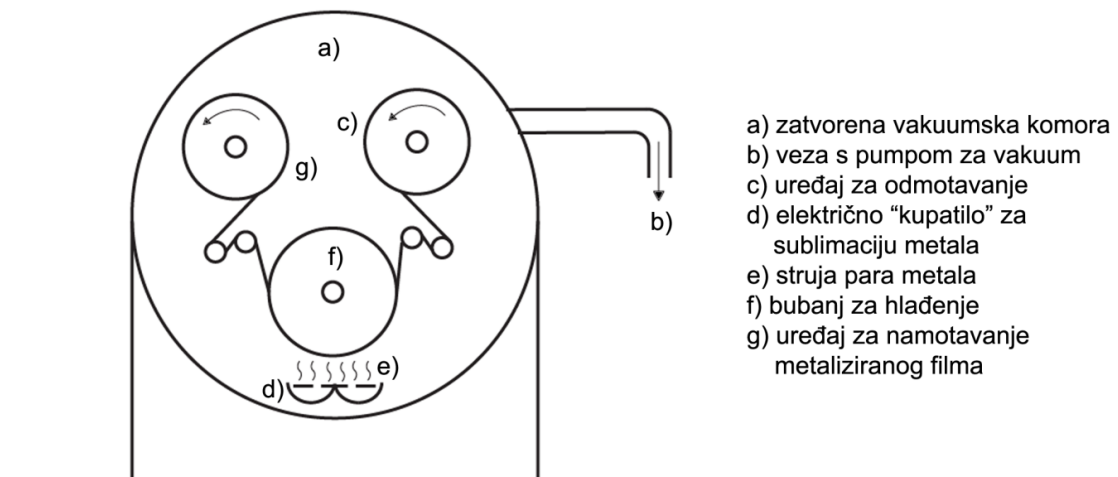 a)
c)
g)
b)
f)
e)
d)
a) zatvorena vakuumska komora
b) veza s pumpom za vakuum
c) uređaj za odmotavanje
d) električno “kupatilo” za
sublimaciju metala
e) struja para metala
f) bubanj za hlađenje
g) uređaj za namotavanje
metaliziranog filma